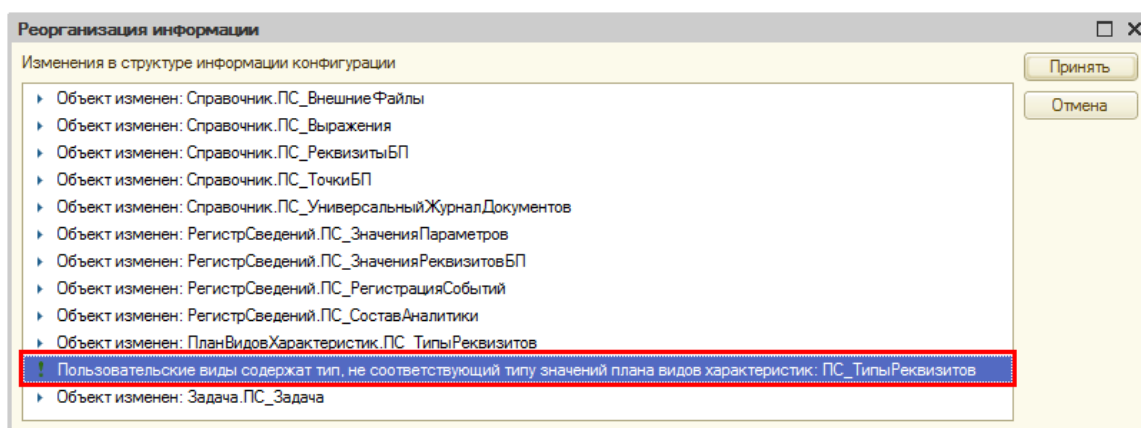 Реорганизация информации
Изменения в структуре информации конфигурации
Принять
Объект изменен: Справочник.ПС_ВнешниеФайлы
Отмена
Объект изменен: Справочник.ПС_Выражения
Объект изменен: Справочник.ПС_РеквизитыБП
Объект изменен: Справочник.ПС_ТочкиБП
Объект изменен: Справочник.ПС_УниверсальныйЖурналДокументов
Объект изменен: РегистрСведений.ПС_ЗначенияПараметров
Объект изменен: РегистрСведений.ПС_ЗначенияРеквизитовБП
Объект изменен: РегистрСведений.ПС_РегистрацияСобытий
Объект изменен: РегистрСведений.ПС_СоставАналитики
Объект изменен: ПланВидовХарактеристик.ПС_ТипыРеквизитов
! Пользовательские виды содержат тип, не соответствующий типу значений плана видов характеристик: ПС_ТипыРеквизитов
Объект изменен: Задача.ПС_Задача